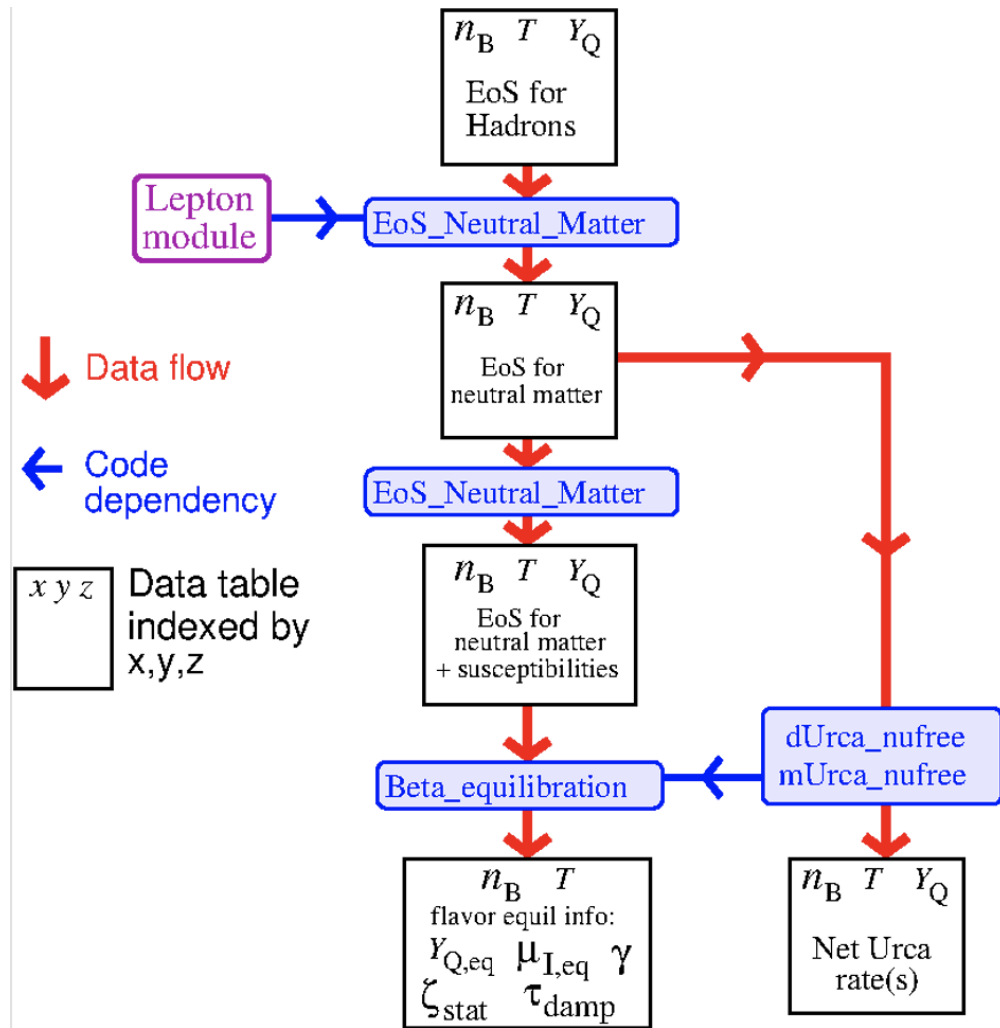 n_B T Y_Q
EoS for
Hadrons
Lepton
module
EoS_Neutral_Matter
n_B T Y_Q
EoS for
neutral matter
Data flow
Code
dependency
EoS_Neutral_Matter
x y z
Data table
indexed by
x,y,z
n_B T Y_Q
EoS for
neutral matter
+ susceptibilities
dUrca_nufree
mUrca_nufree
Beta_equilibration
n_B T
flavor equil info:
Y_Q,eq μ_I,eq γ
ζ_stat τ_damp
n_B T Y_Q
Net Urca
rate(s)